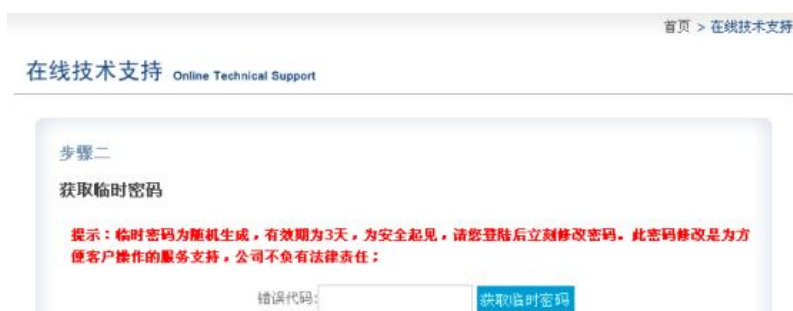 首页 > 在线技术支持
在线技术支持 Online Technical Support
步骤二
获取临时密码
提示：临时密码为随机生成，有效期为3天，为安全起见，请您登陆后立刻修改密码。此密码修改是为方
便客户操作的服务支持，公司不负有法律责任；
错误代码: 获取临时密码